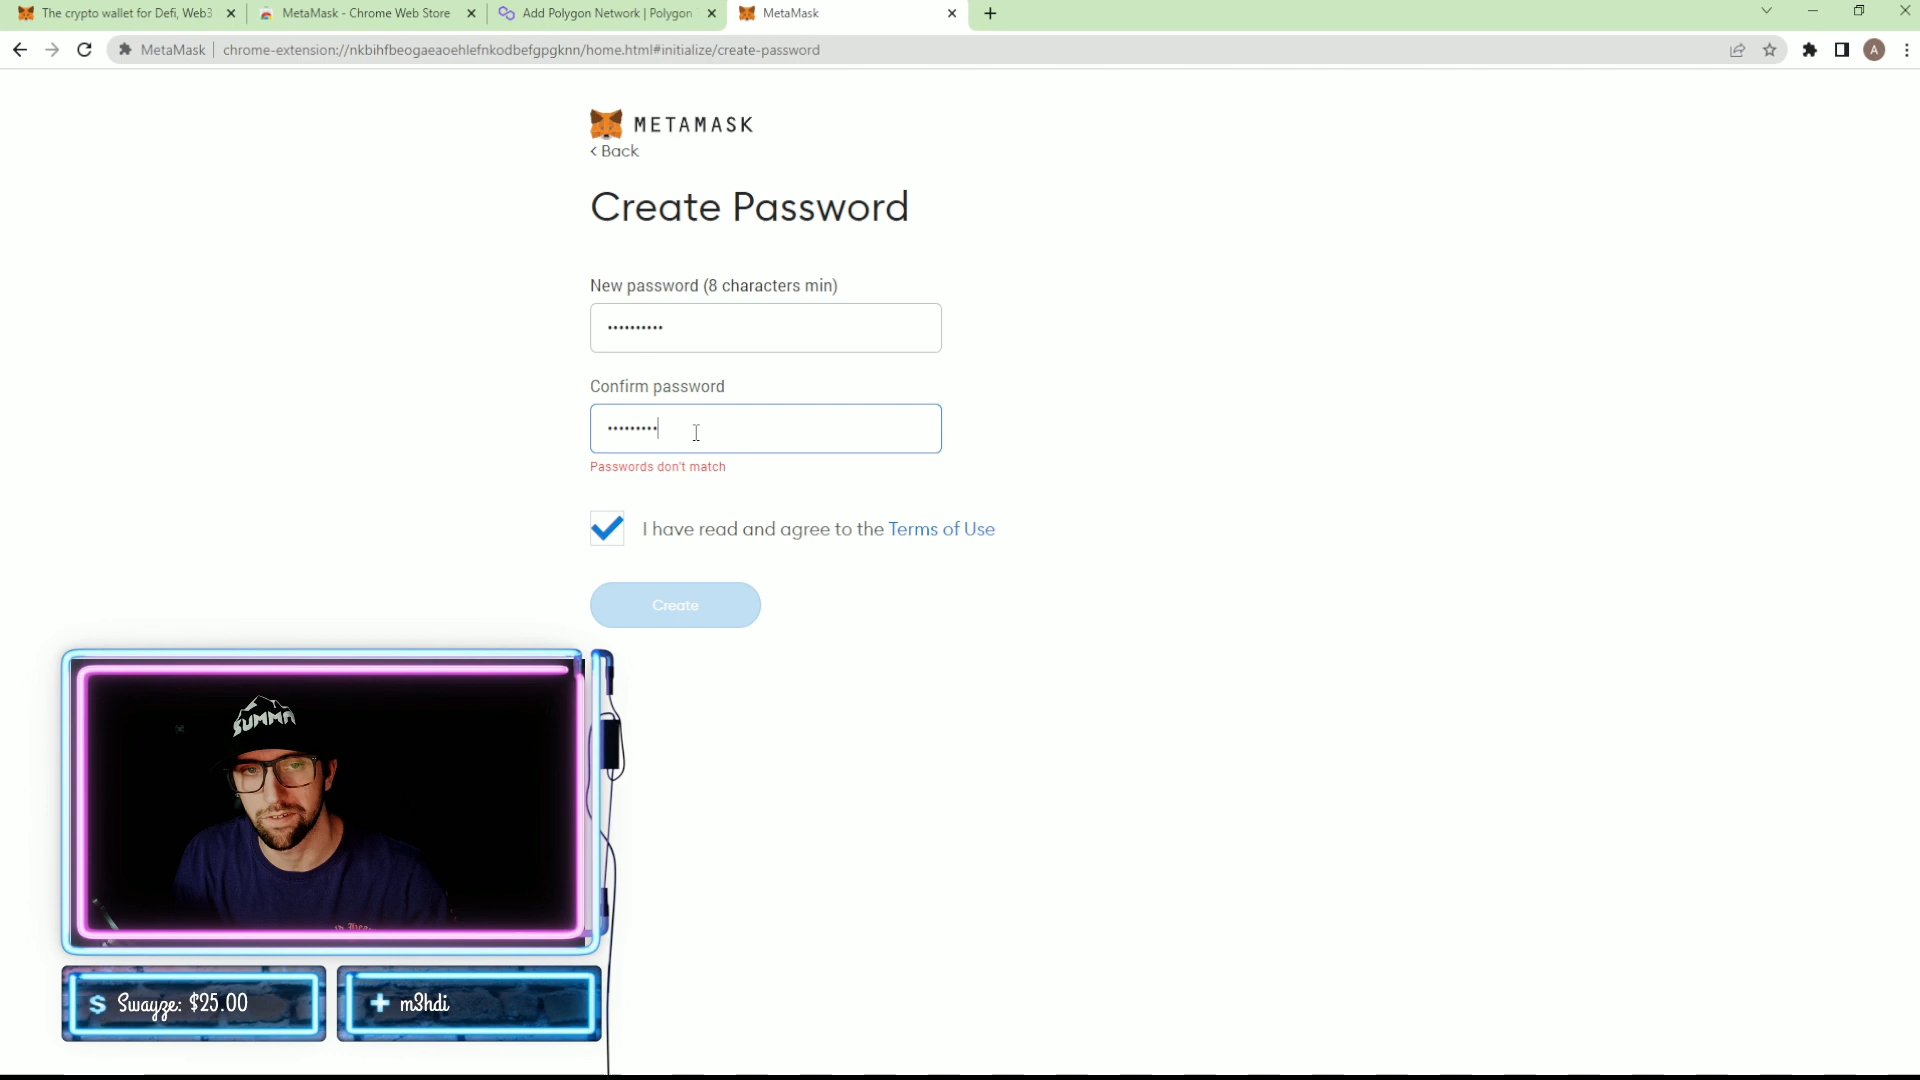 The crypto wallet for Defi, Web3
MetaMask - Chrome Web Store
Add Polygon Network | Polygon
MetaMask
MetaMask
chrome-extension://nkbihfbeogaeaoehlefnkodbefgpgknn/home.html#initialize/create-password
A
METAMASK
< Back
Create Password
New password (8 characters min)
••••••••••
Confirm password
•••••••••
Passwords don't match
I have read and agree to the Terms of Use
Create
SUMMA
$ Swayze: $25.00
+ m3hdi